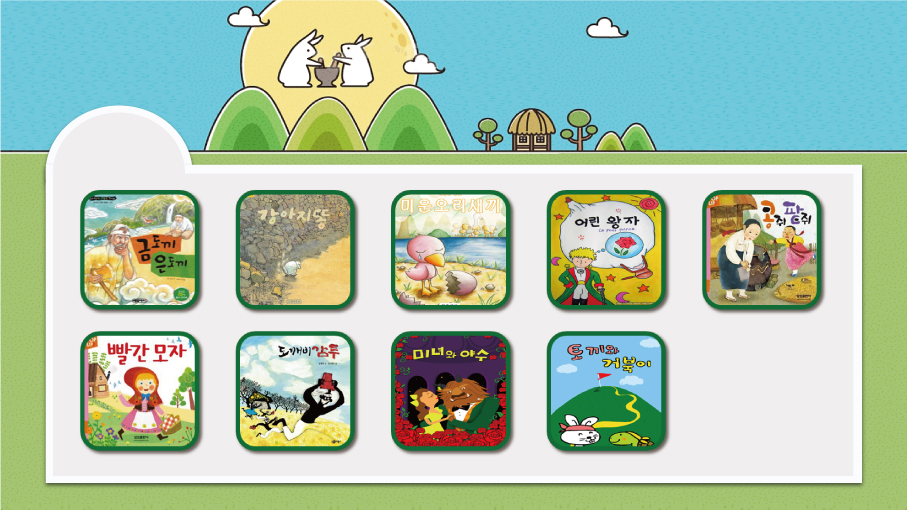 금도끼
은도끼
강아지똥
미운오리새끼
어린 왕자
콩쥐
팥쥐
빨간 모자
도깨비감투
미녀와 야수
토끼와
거북이